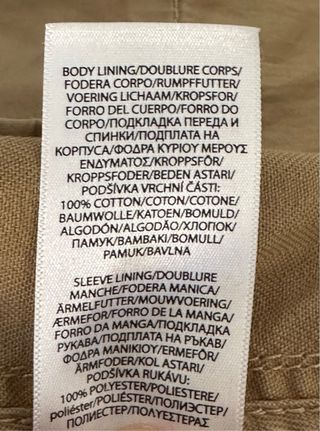 BODY LINING/DOUBLURE CORPS/
FODERA CORPO/RUMPFFUTTER/
VOERING LICHAAM/KROPSFOR/
FORRO DEL CUERPO/FORRO DO
CORPO/ПОДКЛАДКА ПЕРЕДА И
СПИНКИ/ПОДПЛАТА НА
КОРПУСА/ΦΟΔΡΑ ΚΥΡΙΟΥ ΜΕΡΟΥΣ
ΕΝΔΥΜΑΤΟΣ/KROPPSFÔR/
KROPPSFODER/BEDEN ASTARI/
PODŠÍVKA VRCHNÍ ČÁSTI:
100% COTTON/COTON/COTONE/
BAUMWOLLE/KATOEN/BOMULD/
ALGODÓN/ALGODÃO/ХЛОПОК/
ПАМУК/ΒΑΜΒΑΚΙ/BOMULL/
PAMUK/BAVLNA
SLEEVE LINING/DOUBLURE
MANCHE/FODERA MANICA/
ÄRMELFUTTER/MOUWVOERING/
ÆRMEFOR/FORRO DE LA MANGA/
FORRO DA MANGA/ПОДКЛАДКА
РУКАВА/ПОДПЛАТА НА РЪКАВ/
ΦΟΔΡΑ ΜΑΝΙΚΙΟΥ/ERMEFÔR/
ÄRMFODER/KOL ASTARI/
PODŠÍVKA RUKÁVU:
100% POLYESTER/POLIESTERE/
poliéster/POLIÉSTER/ПОЛИЭСТЕР/
ПОЛИЕСТЕР/ΠΟΛΥΕΣΤΕΡΑΣ